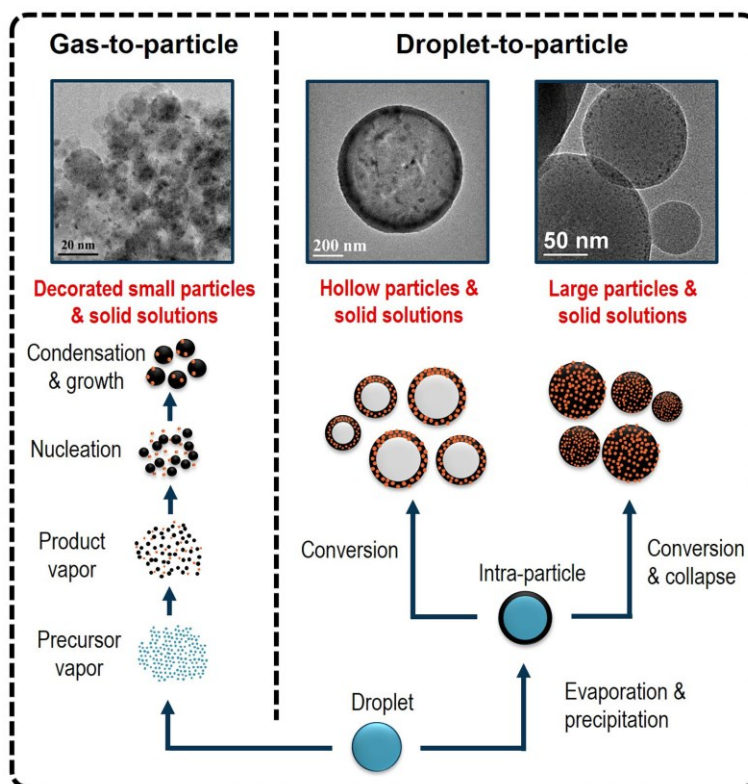 Gas-to-particle
Droplet-to-particle
20 nm
200 nm
50 nm
Decorated small particles
& solid solutions
Hollow particles &
solid solutions
Large particles &
solid solutions
Condensation
& growth
Nucleation
Product
vapor
Precursor
vapor
Conversion
Intra-particle
Conversion
& collapse
Droplet
Evaporation &
precipitation